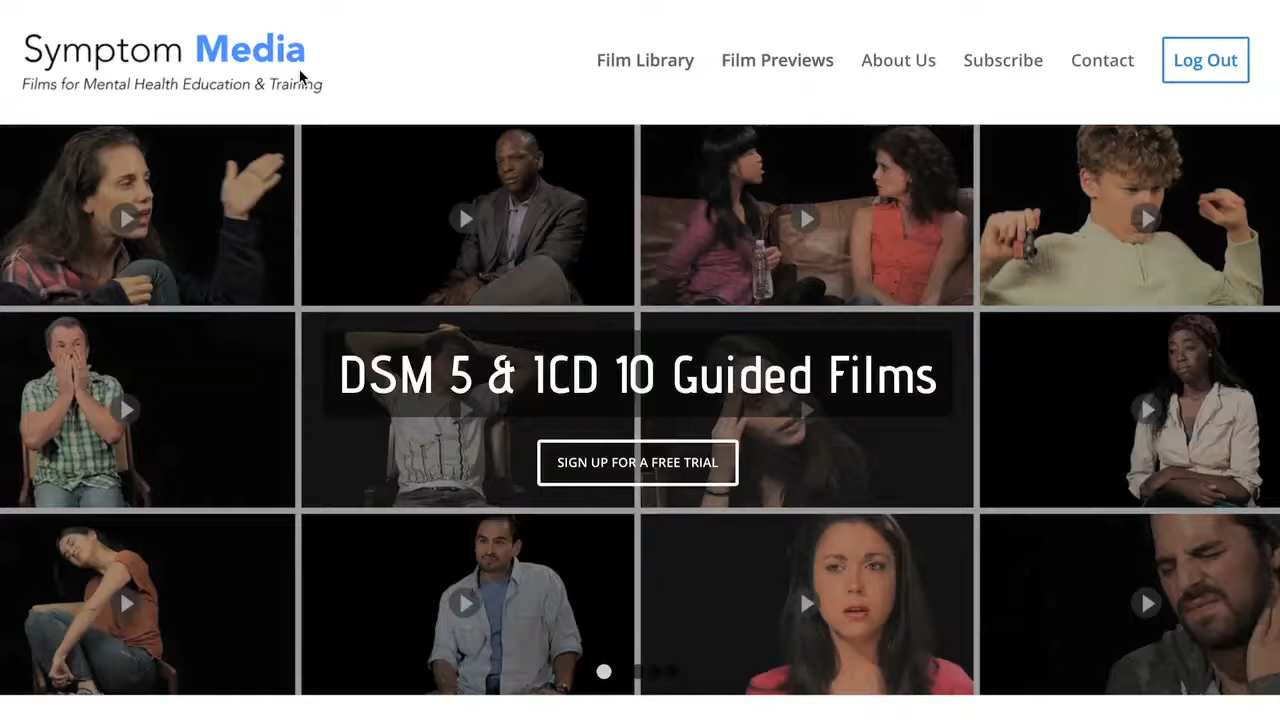 Symptom Media
Films for Mental Health Education & Training
Film Library
Film Previews
About Us
Subscribe
Contact
Log Out
DSM 5 & ICD 10 Guided Films
SIGN UP FOR A FREE TRIAL